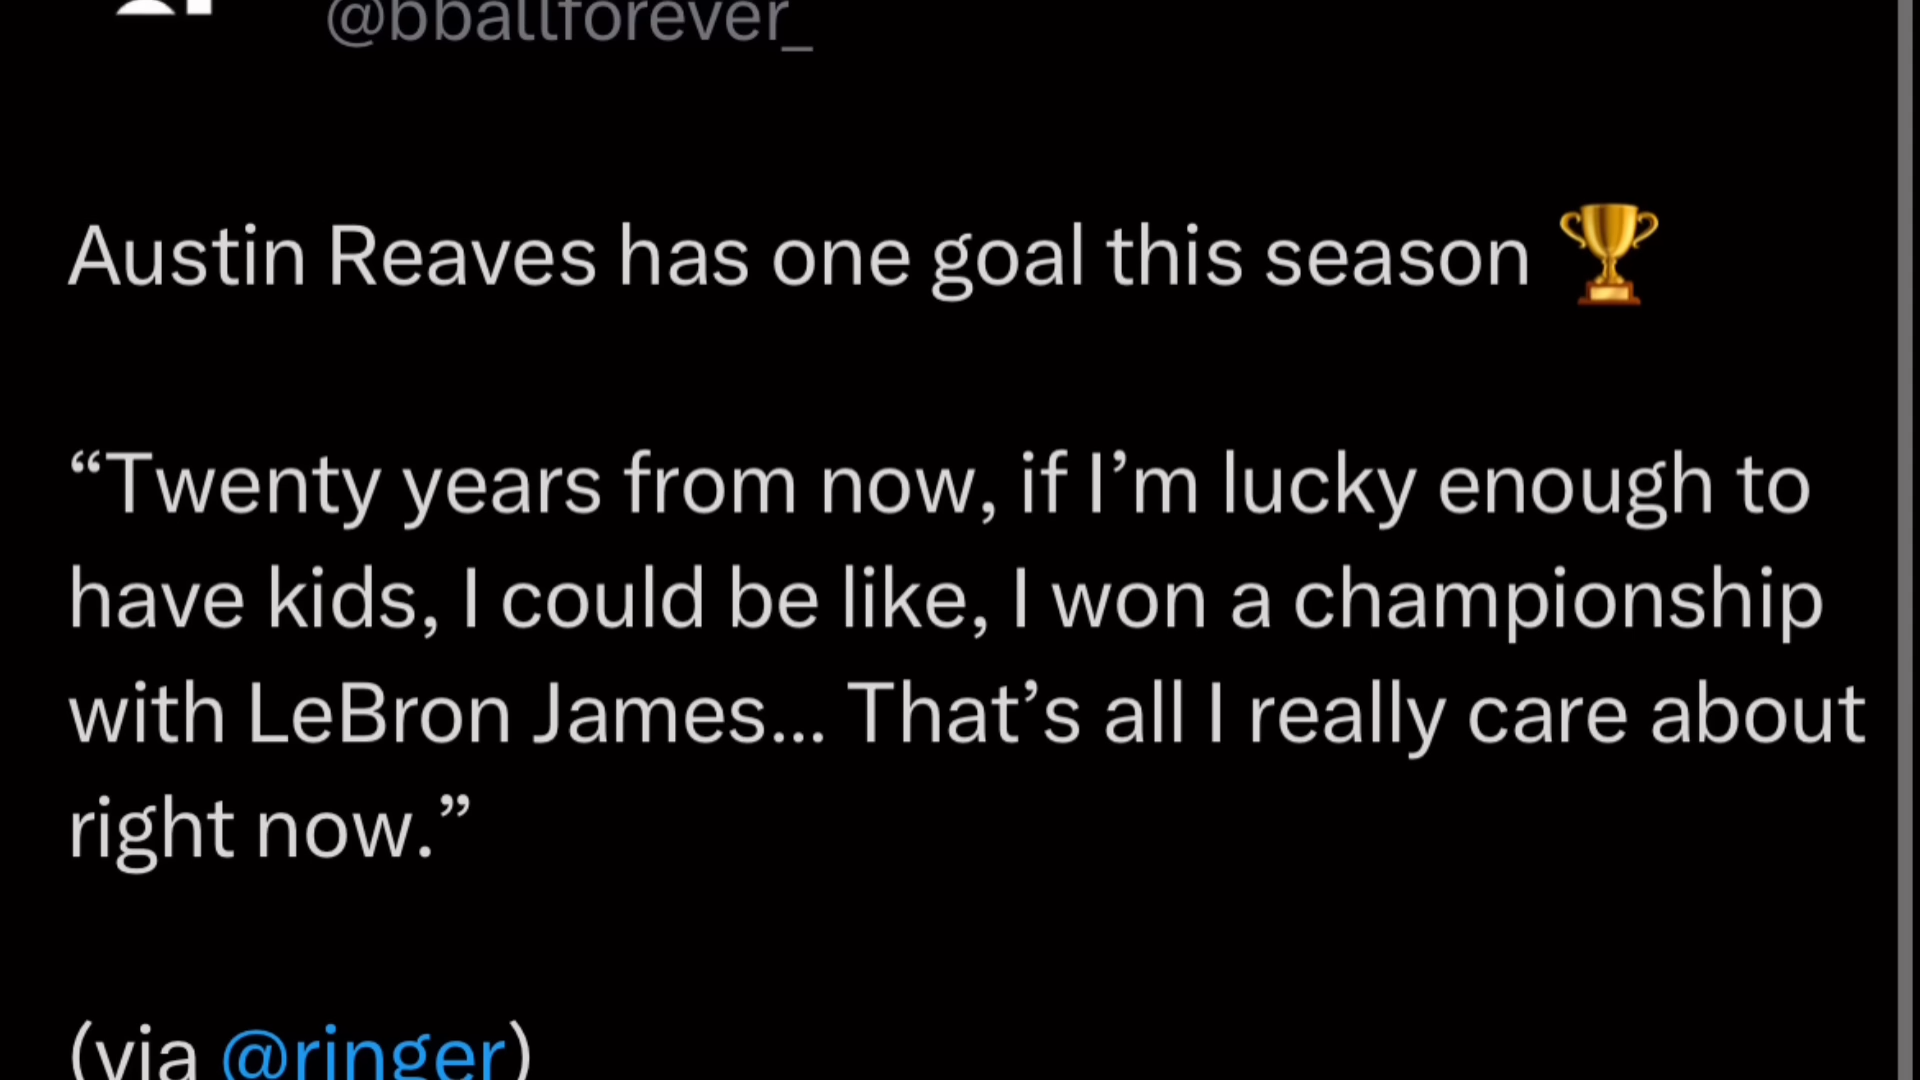 @bballforever_
Austin Reaves has one goal this season 🏆
“Twenty years from now, if I’m lucky enough to
have kids, I could be like, I won a championship
with LeBron James... That’s all I really care about
right now.”
(via @ringer)